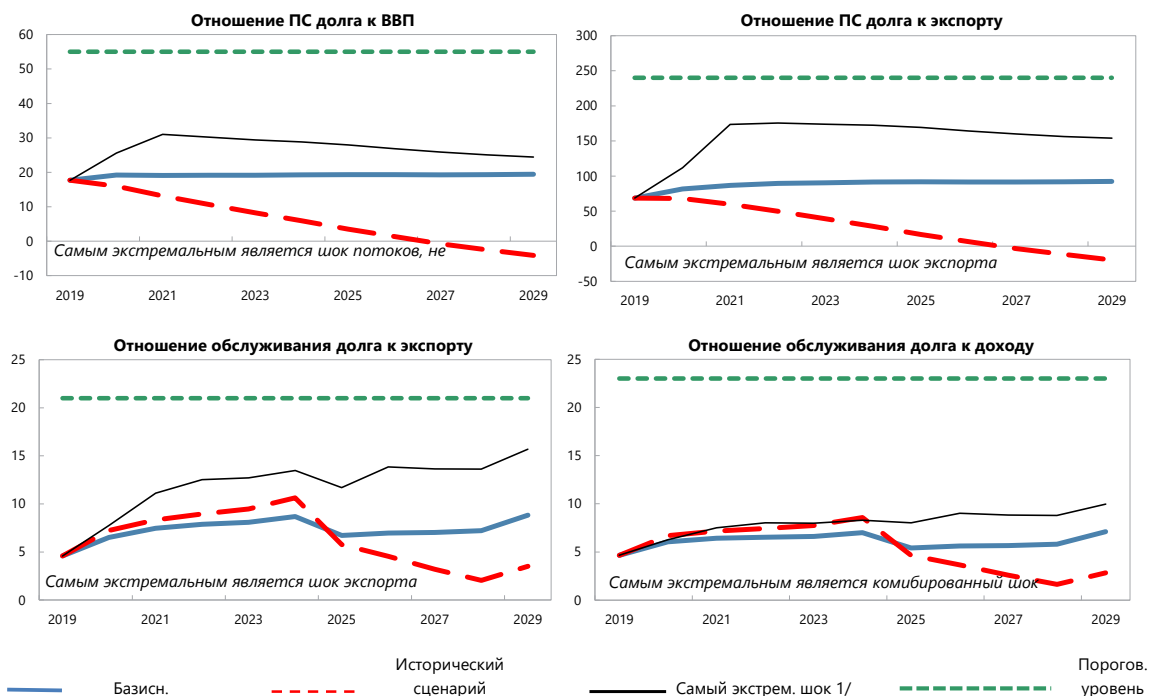 Отношение ПС долга к ВВП
60
50
40
30
20
10
0
-10
Самым экстремальным является шок потоков, не
2019 2021 2023 2025 2027 2029
Отношение ПС долга к экспорту
300
250
200
150
100
50
0
-50
Самым экстремальным является шок экспорта
2019 2021 2023 2025 2027 2029
Отношение обслуживания долга к экспорту
25
20
15
10
5
0
Самым экстремальным является шок экспорта
2019 2021 2023 2025 2027 2029
Отношение обслуживания долга к доходу
25
20
15
10
5
0
Самым экстремальным является комбированный шок
2019 2021 2023 2025 2027 2029
Базисн.
Исторический
сценарий
Самый экстрем. шок 1/
Порогов.
уровень